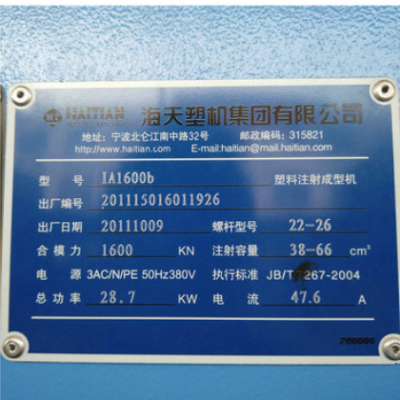 HAITIAN 海天塑机集团有限公司
地址:宁波北仑江南中路32号 邮政编码:315821
http://www.haitian.com E-mail:haitian@mail.haitian.com
型号 IA1600b 塑料注射成型机
出厂编号 201115016011926
出厂日期 20111009 螺杆型号 22-26
合模力 1600 KN 注射容量 38-66 cm³
电源 3AC/N/PE 50Hz380V 执行标准 JB/T7267-2004
总功率 28.7 KW 电流 47.6 A
200000